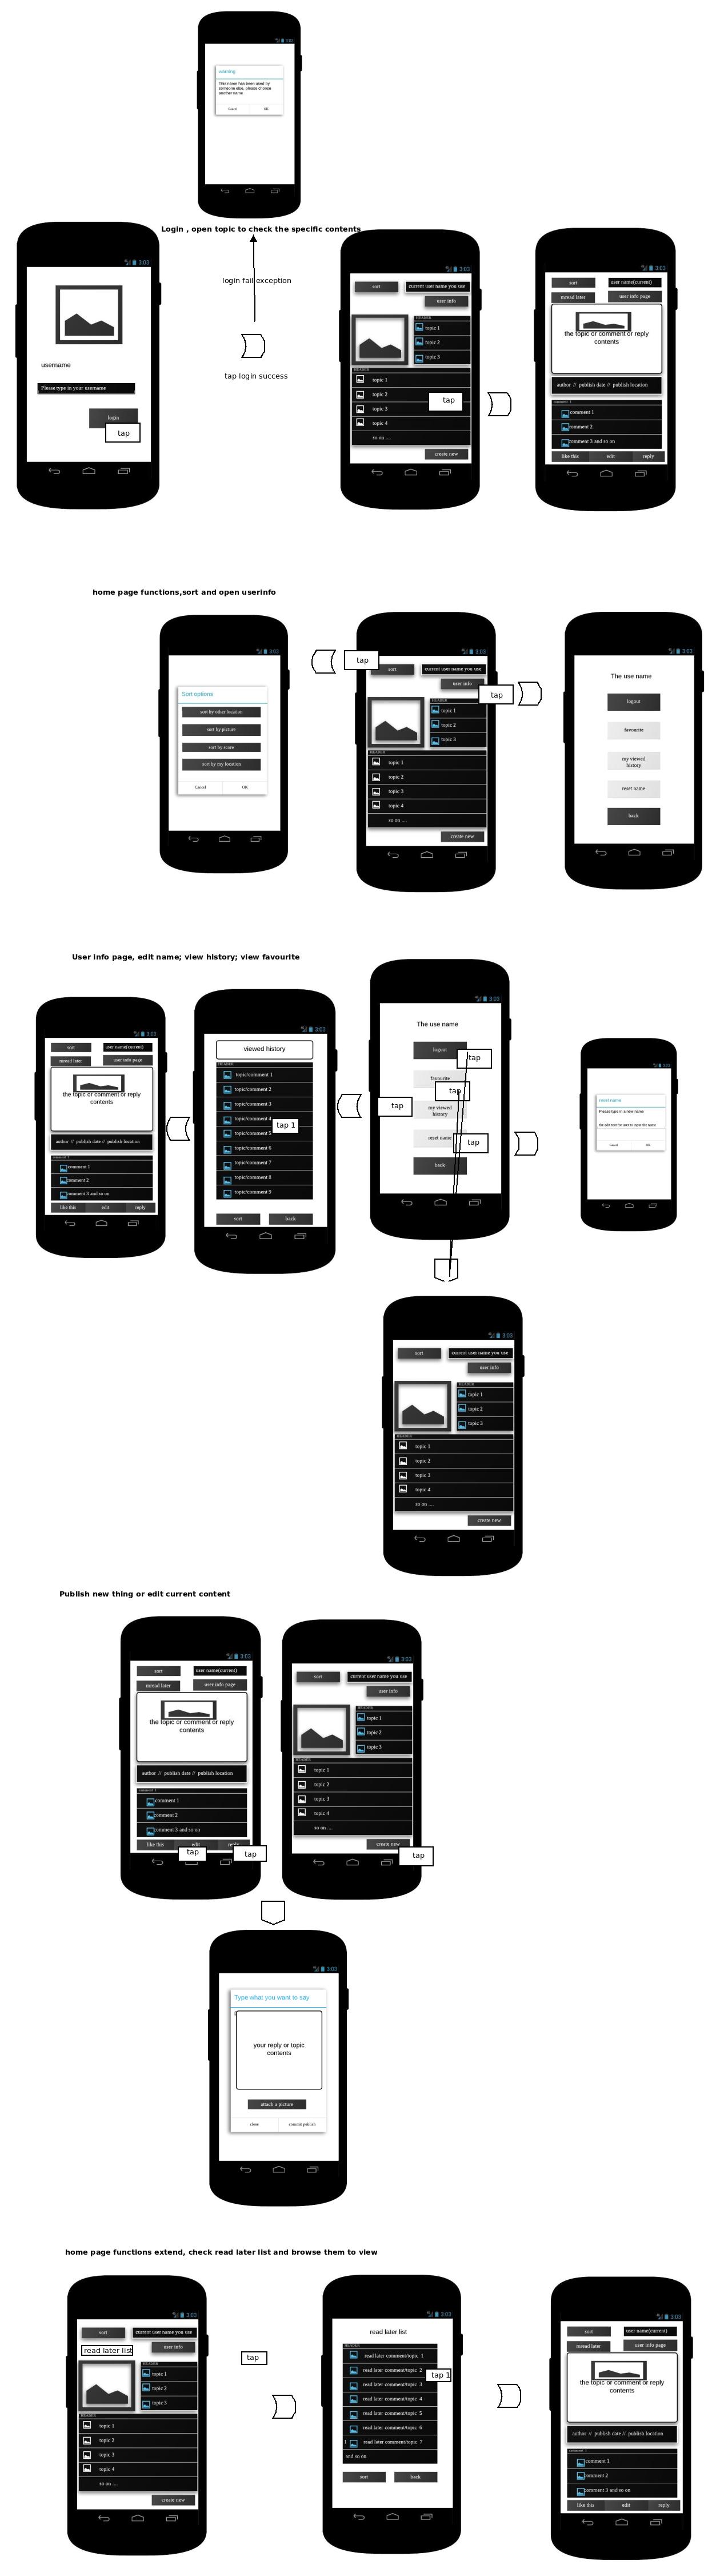 3:03
warning
This name has been used by
someone else, please choose
another name
Cancel OK
Login , open topic to check the specific contents
3:03
username
Please type in your username
login
tap
login fail exception
tap login success
3:03
sort current user name you use
user info
HEADER
topic 1
topic 2
topic 3
HEADER
topic 1
topic 2
topic 3
topic 4
so on ....
create new
tap
3:03
sort user name(current)
inread later user info page
the topic or comment or reply
contents
author // publish date // publish location
comment 1
comment 2
comment 3 and so on
like this edit reply
home page functions,sort and open userinfo
3:03
Sort options
sort by other location
sort by picture
sort by score
sort by my location
Cancel OK
tap
3:03
sort current user name you use
user info
tap
HEADER
topic 1
topic 2
topic 3
HEADER
topic 1
topic 2
topic 3
topic 4
so on ....
create new
3:03
The use name
logout
favourite
my viewed
history
reset name
back
User info page, edit name; view history; view favourite
3:03
sort user name(current)
inread later user info page
the topic or comment or reply
contents
author // publish date // publish location
comment 1
comment 2
comment 3 and so on
like this edit reply
3:03
viewed history
HEADER
topic/comment 1
topic/comment 2
topic/comment 3
topic/comment 4
topic/comment 5
tap 1
topic/comment 6
topic/comment 7
topic/comment 8
topic/comment 9
sort back
3:03
The use name
logout
tap
favourite
tap
tap
my viewed
history
reset name
tap
back
3:03
reset name
Please type in a new name
the edit text for user to input the name
Cancel OK
3:03
sort current user name you use
user info
HEADER
topic 1
topic 2
topic 3
HEADER
topic 1
topic 2
topic 3
topic 4
so on ....
create new
Publish new thing or edit current content
3:03
sort user name(current)
inread later user info page
the topic or comment or reply
contents
author // publish date // publish location
comment 1
comment 2
comment 3 and so on
like this edit reply
tap tap
3:03
sort current user name you use
user info
HEADER
topic 1
topic 2
topic 3
HEADER
topic 1
topic 2
topic 3
topic 4
so on ....
create new
tap
3:03
Type what you want to say
your reply or topic
contents
attach a picture
close commit publish
home page functions extend, check read later list and browse them to view
3:03
sort current user name you use
read later list user info
HEADER
topic 1
topic 2
topic 3
HEADER
topic 1
topic 2
topic 3
topic 4
so on ....
create new
tap
3:03
read later list
HEADER
read later comment/topic 1
read later comment/topic 2
tap 1
read later comment/topic 3
read later comment/topic 4
read later comment/topic 5
read later comment/topic 6
read later comment/topic 7
and so on
sort back
3:03
sort user name(current)
inread later user info page
the topic or comment or reply
contents
author // publish date // publish location
comment 1
comment 2
comment 3 and so on
like this edit reply